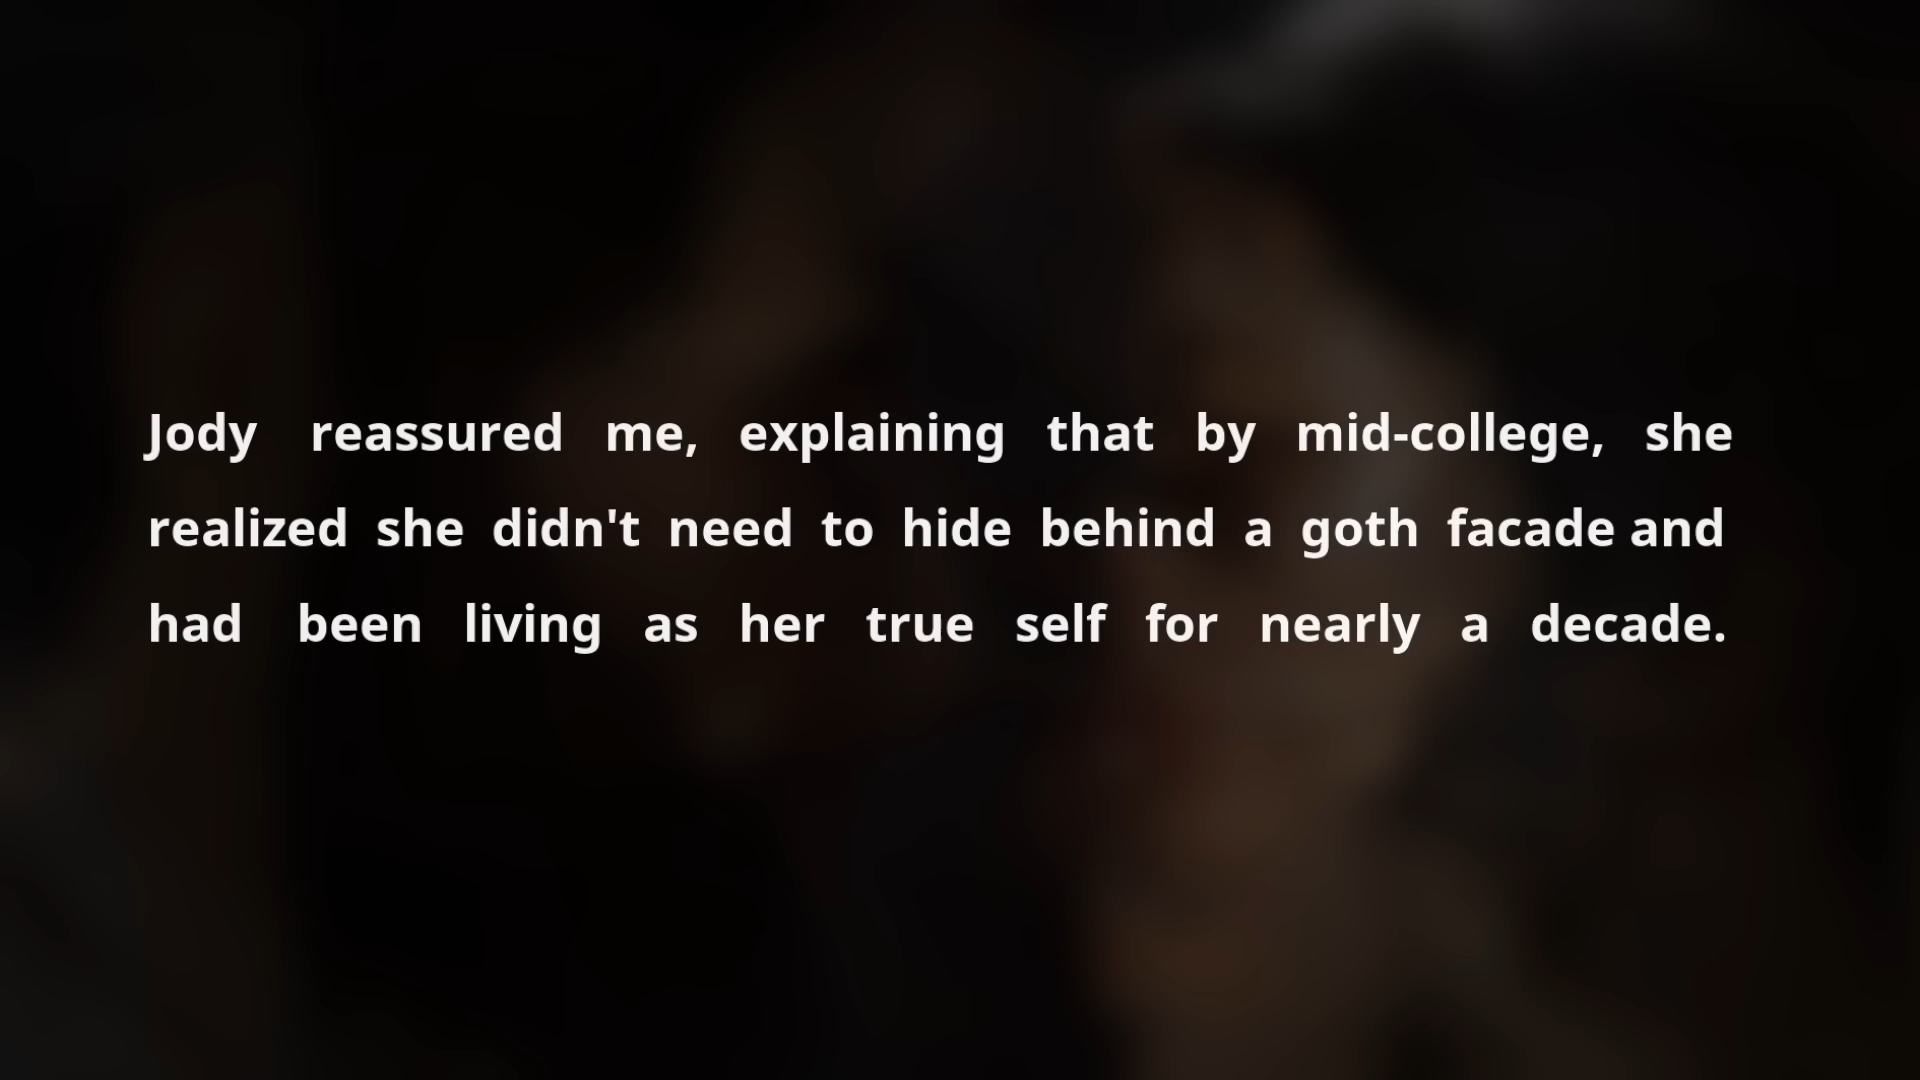 Jody reassured me, explaining that by mid-college, she
realized she didn't need to hide behind a goth facade and
had been living as her true self for nearly a decade.